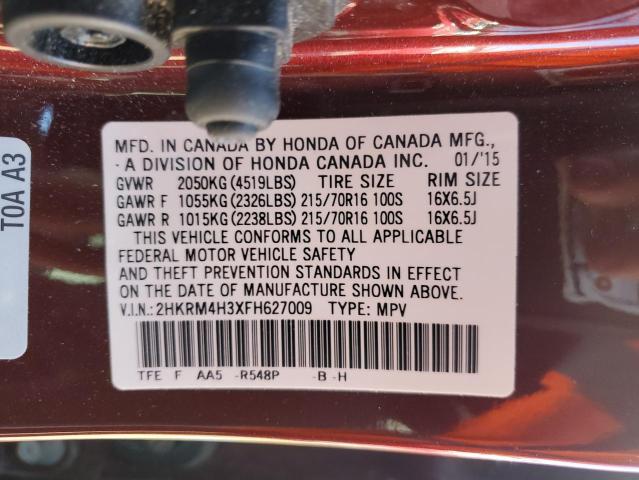 MFD. IN CANADA BY HONDA OF CANADA MFG.,
- A DIVISION OF HONDA CANADA INC. 01/'15
GVWR 2050KG (4519LBS) TIRE SIZE RIM SIZE
GAWR F 1055KG (2326LBS) 215/70R16 100S 16X6.5J
GAWR R 1015KG (2238LBS) 215/70R16 100S 16X6.5J
THIS VEHICLE CONFORMS TO ALL APPLICABLE
FEDERAL MOTOR VEHICLE SAFETY
AND THEFT PREVENTION STANDARDS IN EFFECT
ON THE DATE OF MANUFACTURE SHOWN ABOVE.
V.I.N.: 2HKRM4H3XFH627009 TYPE: MPV
TFE F AA5 -R548P -B -H
TOA A3